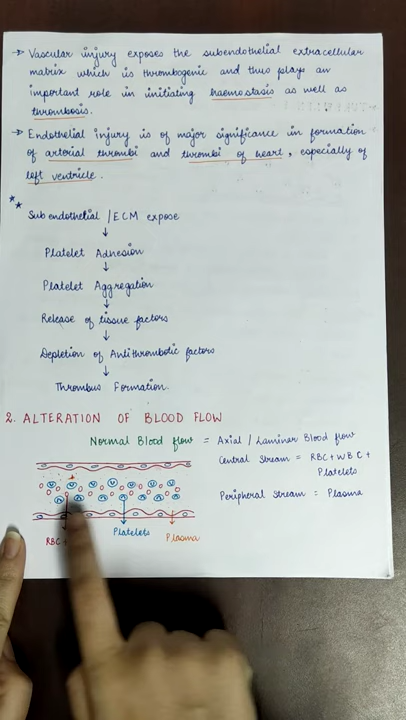 → Vascular injury exposes the subendothelial extracellular
matrix which is thrombogenic and thus plays an
important role in initiating haemostasis as well as
thrombosis.
→ Endothelial injury is of major significance in formation
of arterial thrombi and thrombi of heart, especially of
left ventricle.
** Sub endothelial / ECM expose
↓
Platelet Adhesion
↓
Platelet Aggregation
↓
Release of tissue factors
↓
Depletion of Antithrombotic factors
↓
Thrombus Formation.
2. ALTERATION OF BLOOD FLOW
Normal Blood flow = Axial / Laminar Blood flow
Central Stream = RBC + WBC +
Platelets
Peripheral Stream = Plasma
RBC
Platelets
Plasma